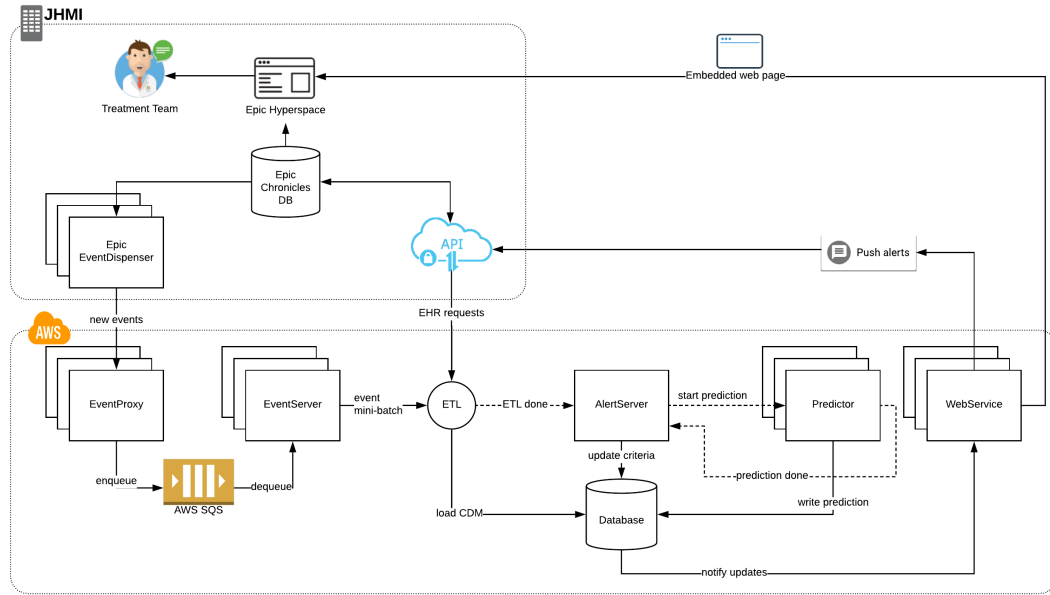 JHMI
Treatment Team
Epic Hyperspace
Embedded web page
Epic
Chronicles
DB
Epic
EventDispenser
API
Push alerts
new events
EHR requests
AWS
EventProxy
EventServer
event
mini-batch
ETL
ETL done
AlertServer
start prediction
Predictor
WebService
update criteria
prediction done
enqueue
dequeue
AWS SQS
load CDM
Database
write prediction
notify updates